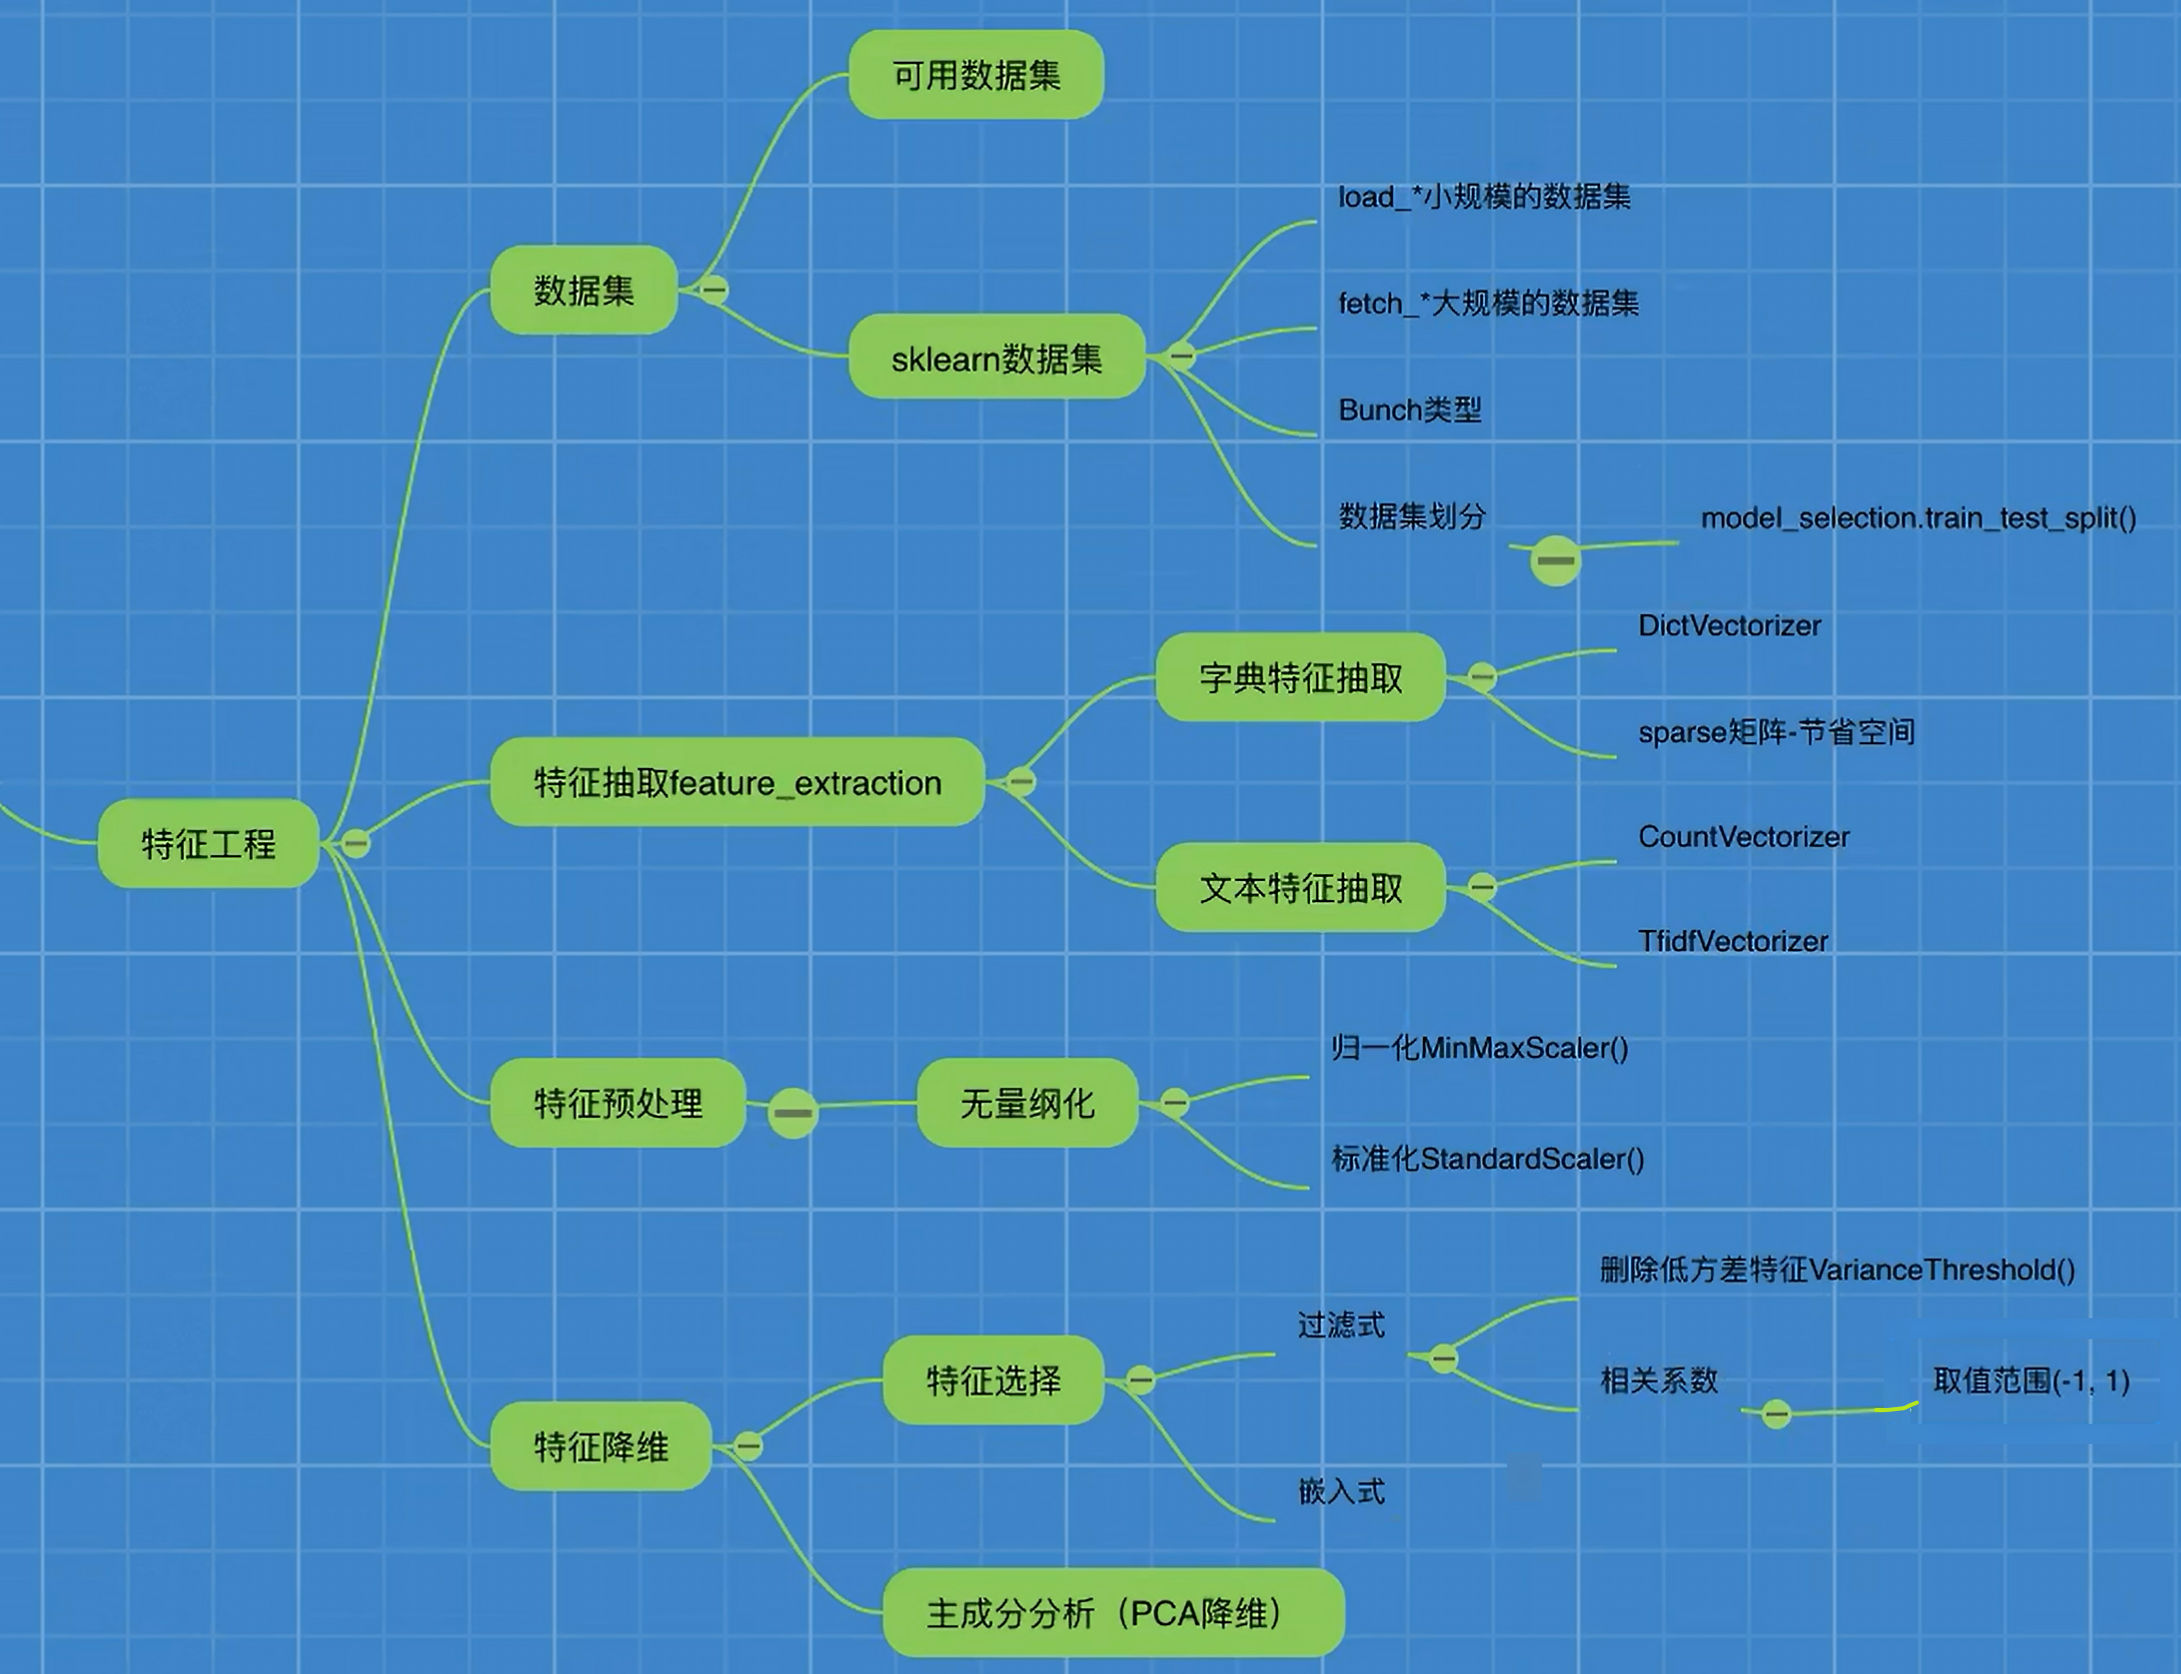 可用数据集
load_*小规模的数据集
fetch_*大规模的数据集
数据集
sklearn数据集
Bunch类型
数据集划分
model_selection.train_test_split()
DictVectorizer
字典特征抽取
sparse矩阵-节省空间
特征抽取feature_extraction
CountVectorizer
特征工程
文本特征抽取
TfidfVectorizer
归一化MinMaxScaler()
特征预处理
无量纲化
标准化StandardScaler()
删除低方差特征VarianceThreshold()
过滤式
特征选择
相关系数
取值范围(-1, 1)
特征降维
嵌入式
主成分分析（PCA降维）